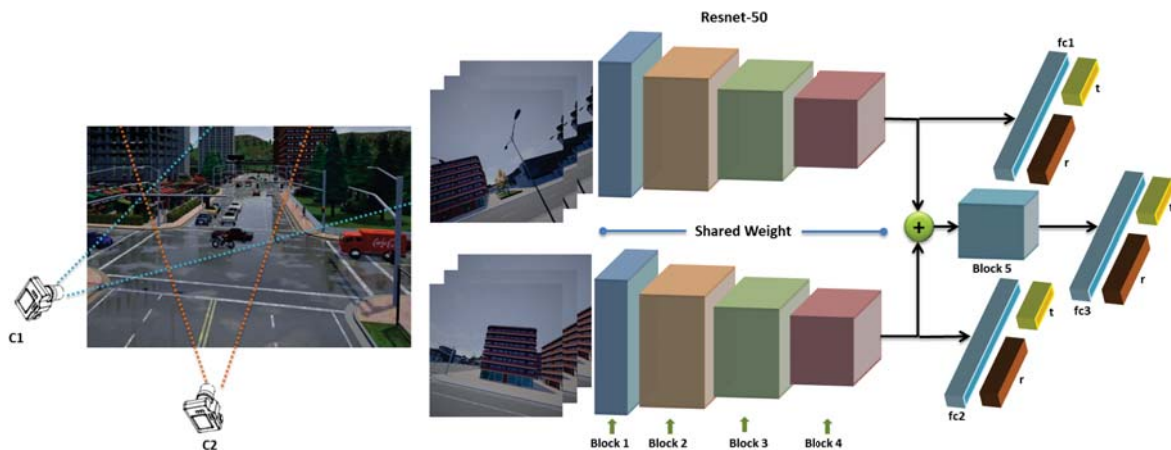 Resnet-50
fc1
t
r
Shared Weight
+
Block 5
t
r
fc3
C1
C2
t
r
fc2
Block 1
Block 2
Block 3
Block 4